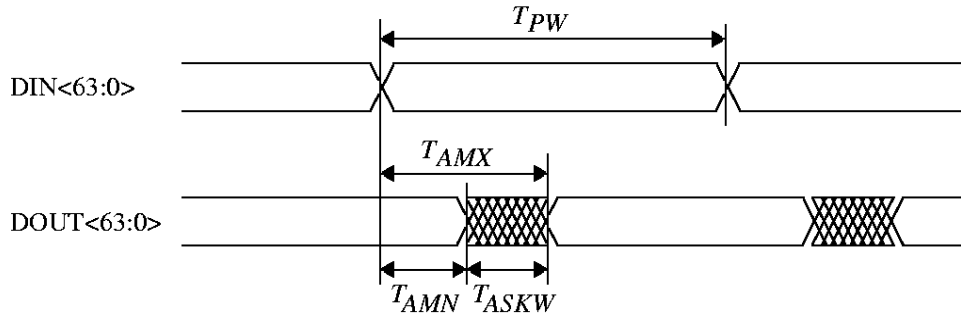 T_PW
DIN<63:0>
T_AMX
DOUT<63:0>
T_AMN T_ASKW